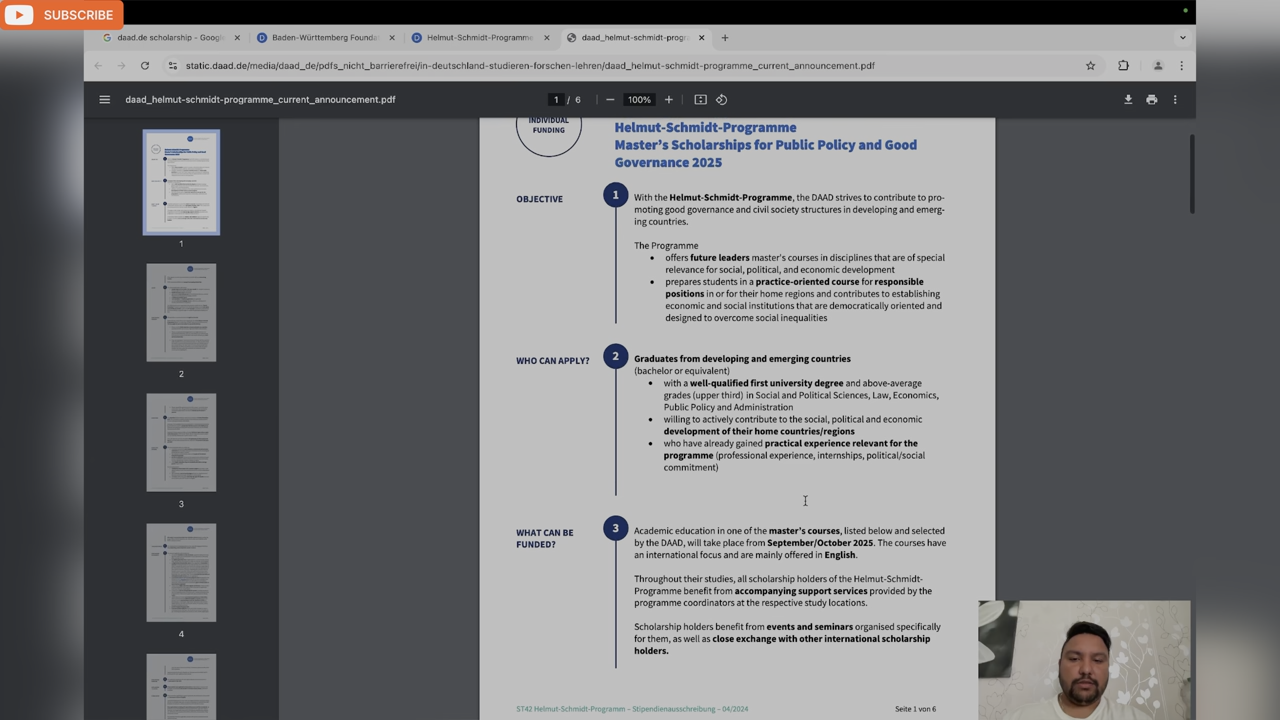 SUBSCRIBE
daad.de scholarship - Google
Baden-Württemberg Founda
Helmut-Schmidt-Programme
daad_helmut-schmidt-progr
static.daad.de/media/daad_de/pdfs_nicht_barrierefrei/in-deutschland-studieren-forschen-lehren/daad_helmut-schmidt-programme_current_announcement.pdf
daad_helmut-schmidt-programme_current_announcement.pdf
1 / 6
100%
INDIVIDUAL
FUNDING
Helmut-Schmidt-Programme
Master's Scholarships for Public Policy and Good
Governance 2025
OBJECTIVE
1
With the Helmut-Schmidt-Programme, the DAAD strives to contribute to pro-
moting good governance and civil society structures in developing and emerg-
ing countries.
The Programme
• offers future leaders master's courses in disciplines that are of special
relevance for social, political, and economic development
• prepares students in a practice-oriented course for responsible
positions in or for their home regions and contributes to establishing
economic and social institutions that are democratically oriented and
designed to overcome social inequalities
WHO CAN APPLY?
2
Graduates from developing and emerging countries
(bachelor or equivalent)
• with a well-qualified first university degree and above-average
grades (upper third) in Social and Political Sciences, Law, Economics,
Public Policy and Administration
• willing to actively contribute to the social, political and economic
development of their home countries/regions
• who have already gained practical experience relevant for the
programme (professional experience, internships, political/social
commitment)
WHAT CAN BE
FUNDED?
3
Academic education in one of the master's courses, listed below and selected
by the DAAD, will take place from September/October 2025. The courses have
an international focus and are mainly offered in English.
Throughout their studies, all scholarship holders of the Helmut-Schmidt-
Programme benefit from accompanying support services provided by the
programme coordinators at the respective study locations.
Scholarship holders benefit from events and seminars organised specifically
for them, as well as close exchange with other international scholarship
holders.
ST42 Helmut-Schmidt-Programm – Stipendienausschreibung – 04/2024
Seite 1 von 6
1
2
3
4